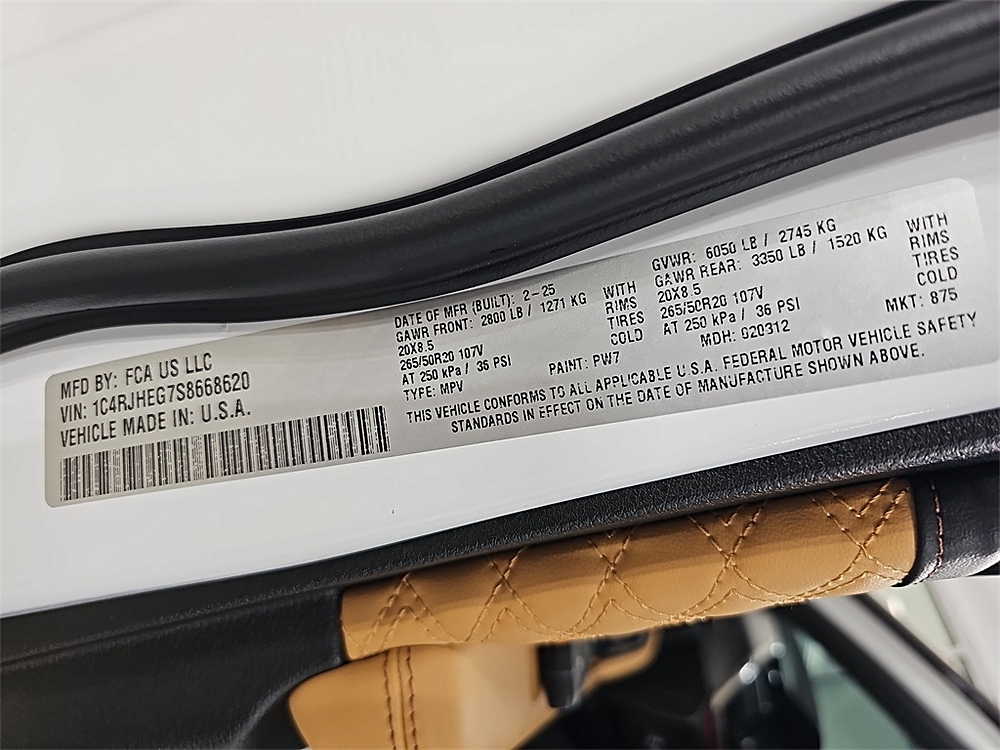 MFD BY: FCA US LLC
VIN: 1C4RJHEG7S8668620
VEHICLE MADE IN: U.S.A.
DATE OF MFR (BUILT): 2-25
GAWR FRONT: 2800 LB / 1271 KG WITH
20X8.5 RIMS
265/50R20 107V TIRES
AT 250 kPa / 36 PSI COLD
TYPE: MPV PAINT: PW7
GVWR: 6050 LB / 2745 KG
GAWR REAR: 3350 LB / 1520 KG WITH
20X8.5 RIMS
265/50R20 107V TIRES
AT 250 kPa / 36 PSI COLD
MDH: 020312 MKT: 875
THIS VEHICLE CONFORMS TO ALL APPLICABLE U.S.A. FEDERAL MOTOR VEHICLE SAFETY
STANDARDS IN EFFECT ON THE DATE OF MANUFACTURE SHOWN ABOVE.